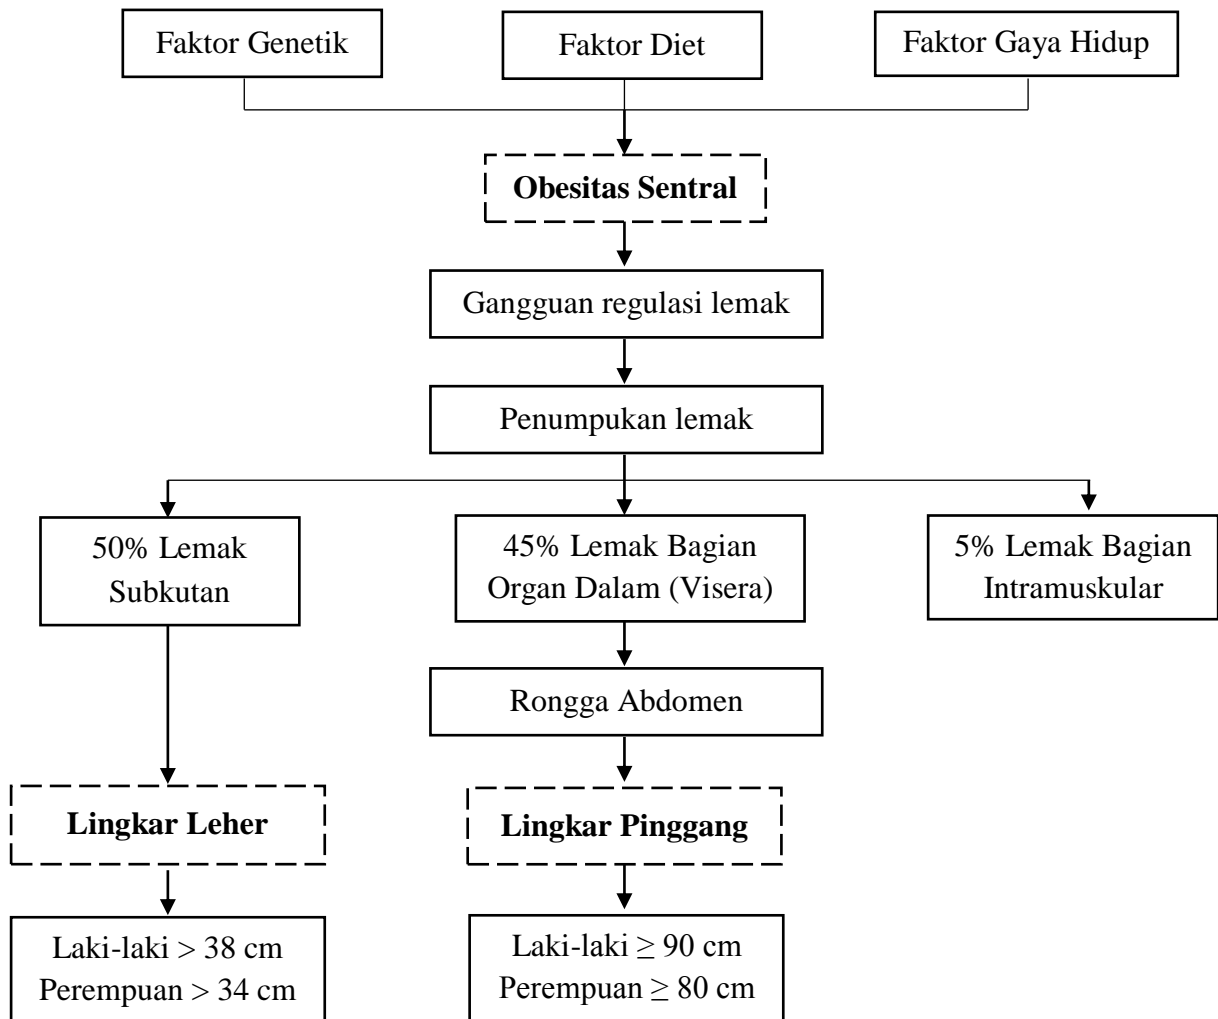 Faktor Genetik
Faktor Diet
Faktor Gaya Hidup
Obesitas Sentral
Gangguan regulasi lemak
Penumpukan lemak
50% Lemak
Subkutan
45% Lemak Bagian
Organ Dalam (Visera)
5% Lemak Bagian
Intramuskular
Rongga Abdomen
Lingkar Leher
Lingkar Pinggang
Laki-laki > 38 cm
Perempuan > 34 cm
Laki-laki ≥ 90 cm
Perempuan ≥ 80 cm